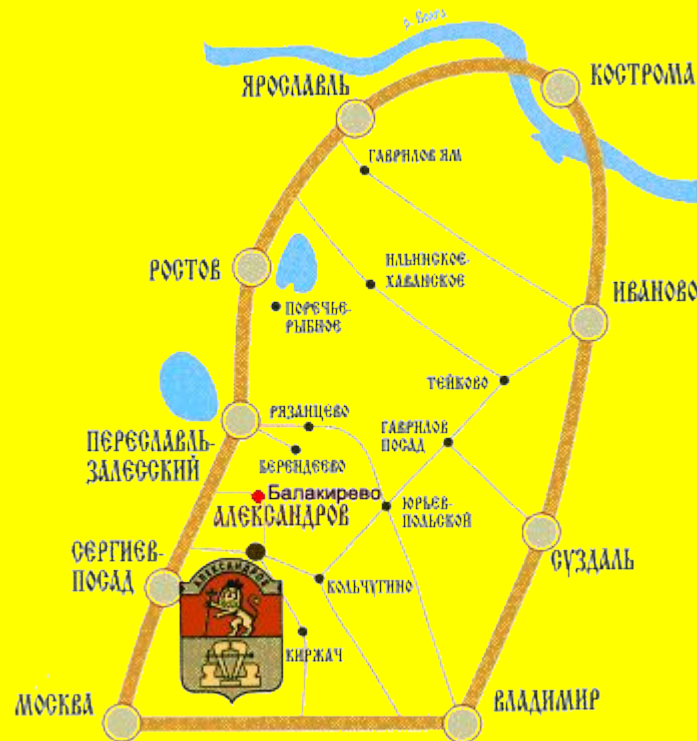 р. Волга
КОСТРОМА
ЯРОСЛАВЛЬ
ГАВРИЛОВ ЯМ
РОСТОВ
ИЛЬИНСКОЕ-
ХАВАНСКОЕ
ИВАНОВО
ПОРЕЧЬЕ-
РЫБНОЕ
ТЕЙКОВО
РЯЗАНЦЕВО
ГАВРИЛОВ
ПОСАД
ПЕРЕСЛАВЛЬ-
ЗАЛЕССКИЙ
БЕРЕНДЕЕВО
Балакирево
ЮРЬЕВ-
ПОЛЬСКОЙ
АЛЕКСАНДРОВ
СЕРГИЕВ-
ПОСАД
СУЗДАЛЬ
АЛЕКСАНДРОВ
КОЛЬЧУГИНО
КИРЖАЧ
МОСКВА
ВЛАДИМИР